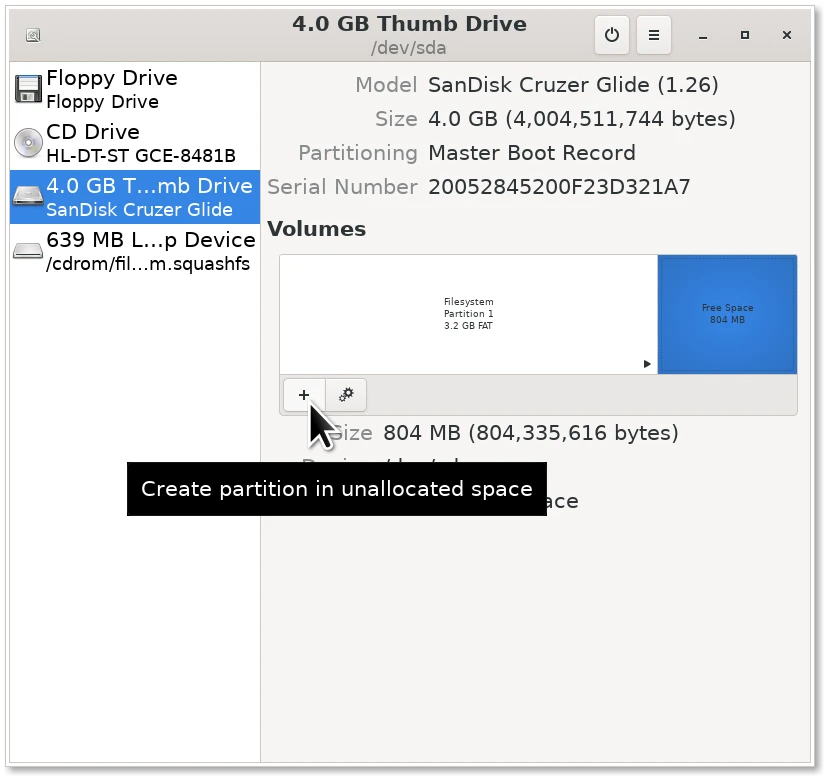 4.0 GB Thumb Drive
/dev/sda
Floppy Drive
Floppy Drive
CD Drive
HL-DT-ST GCE-8481B
4.0 GB T...mb Drive
SanDisk Cruzer Glide
639 MB L...p Device
/cdrom/fil...m.squashfs
Model SanDisk Cruzer Glide (1.26)
Size 4.0 GB (4,004,511,744 bytes)
Partitioning Master Boot Record
Serial Number 20052845200F23D321A7
Volumes
Filesystem
Partition 1
3.2 GB FAT
Free Space
804 MB
Size 804 MB (804,335,616 bytes)
Create partition in unallocated space